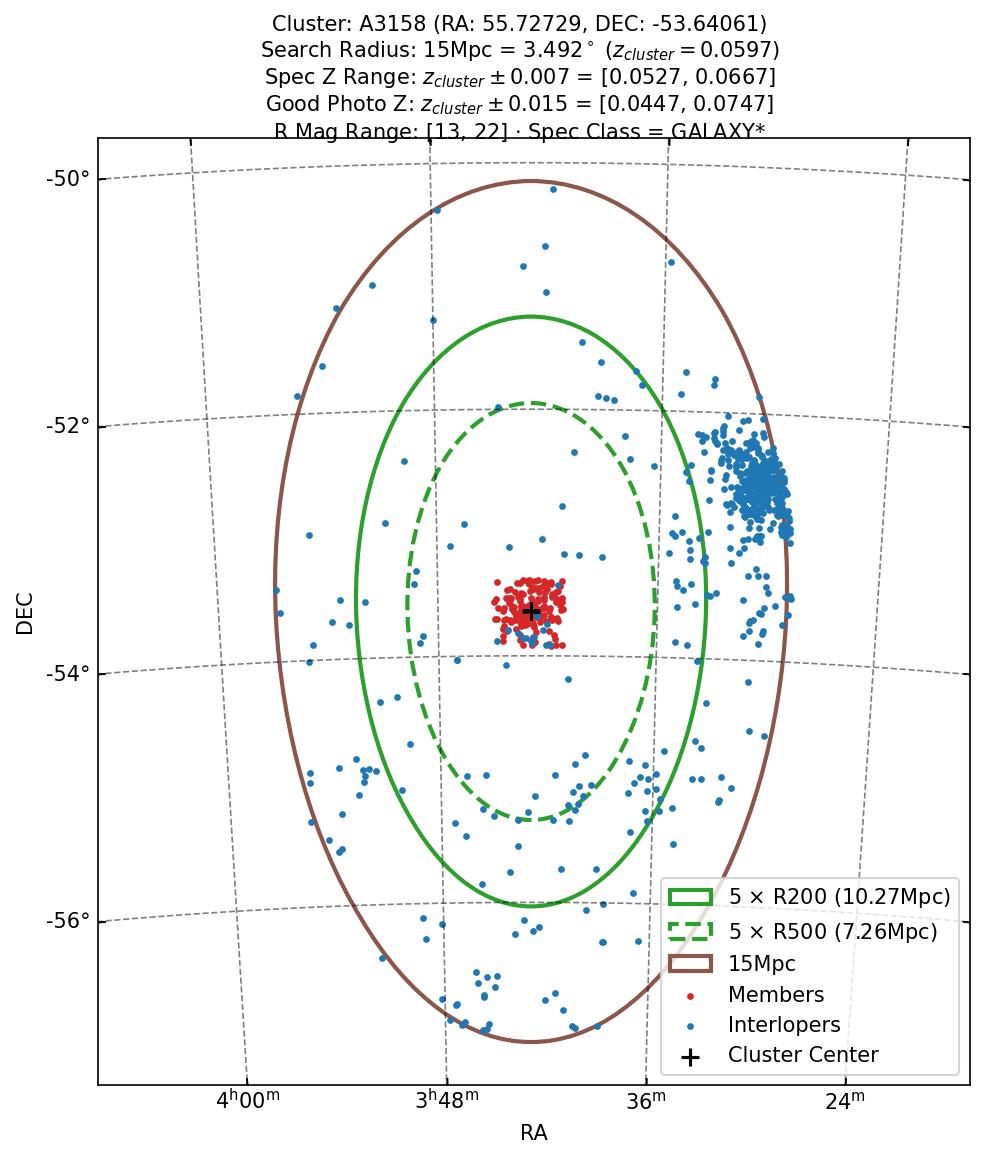 Cluster: A3158 (RA: 55.72729, DEC: -53.64061)
Search Radius: 15Mpc = 3.492° (z_cluster = 0.0597)
Spec Z Range: z_cluster ± 0.007 = [0.0527, 0.0667]
Good Photo Z: z_cluster ± 0.015 = [0.0447, 0.0747]
R Mag Range: [13, 22] · Spec Class = GALAXY*
-50°
-52°
-54°
-56°
DEC
5 × R200 (10.27Mpc)
5 × R500 (7.26Mpc)
15Mpc
Members
Interlopers
Cluster Center
4h00m 3h48m 36m 24m
RA